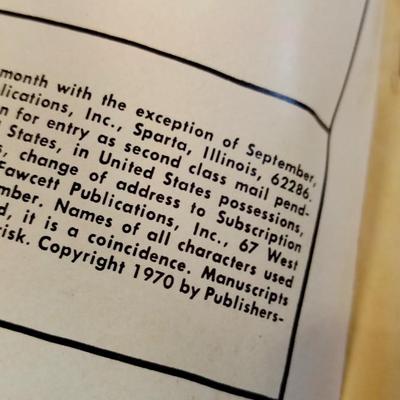 month with the exception of September,
lications, Inc., Sparta, Illinois, 62286.
n for entry as second class mail pend-
States, in United States possessions,
s, change of address to Subscription
Fawcett Publications, Inc., 67 West
mber. Names of all characters used
d, it is a coincidence. Manuscripts
risk. Copyright 1970 by Publishers-